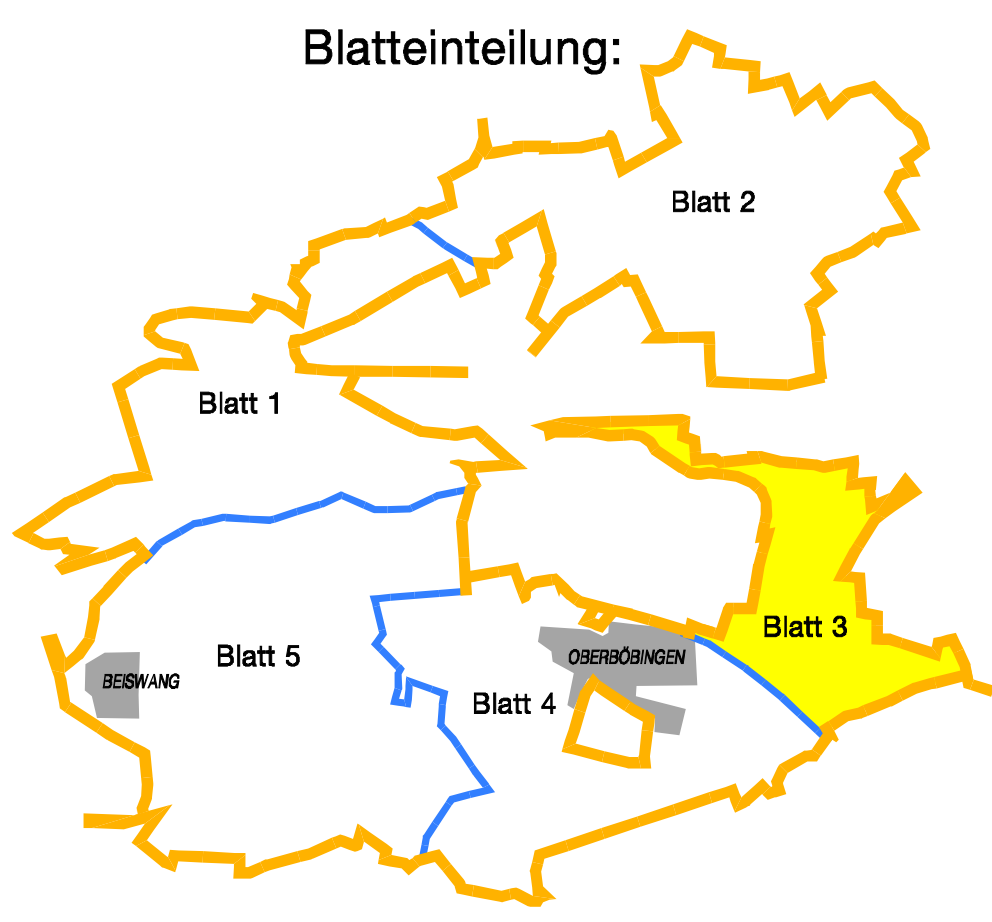 Blatteinteilung:
Blatt 2
Blatt 1
Blatt 3
Blatt 5
OBERBÖBINGEN
BEISWANG
Blatt 4